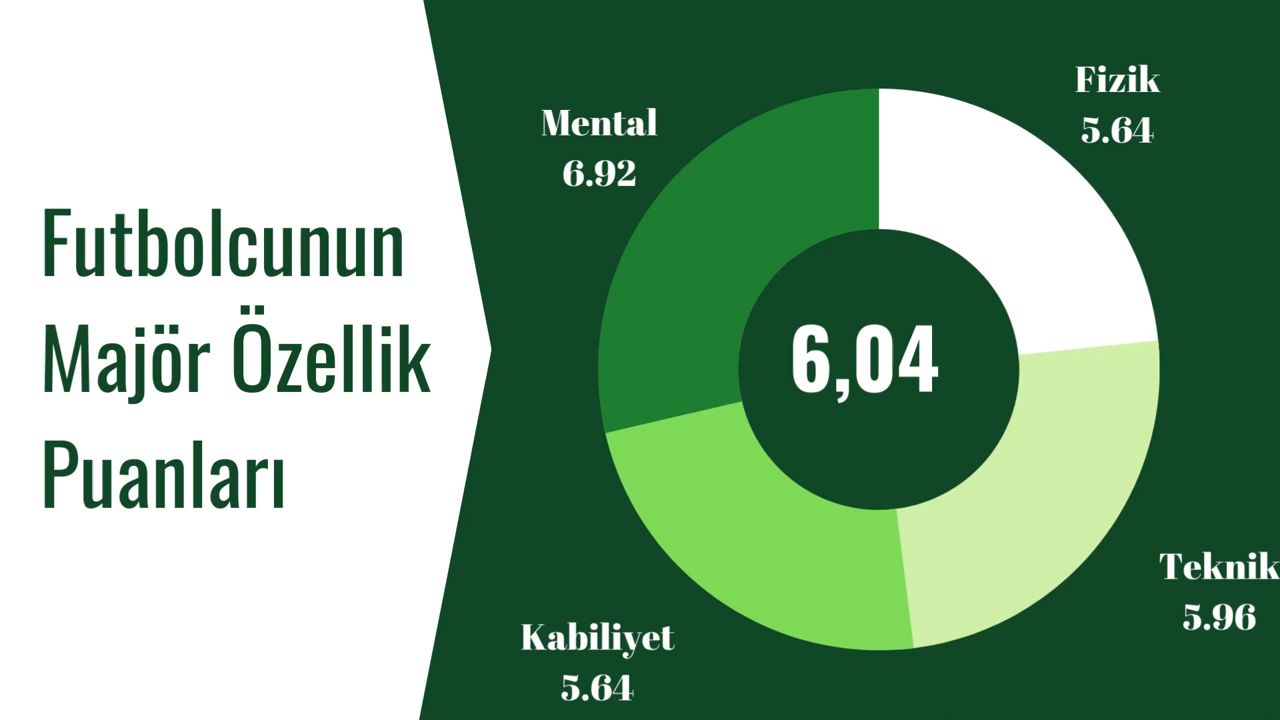 Futbolcunun
Majör Özellik
Puanları
Mental
6.92
Fizik
5.64
6,04
Teknik
5.96
Kabiliyet
5.64